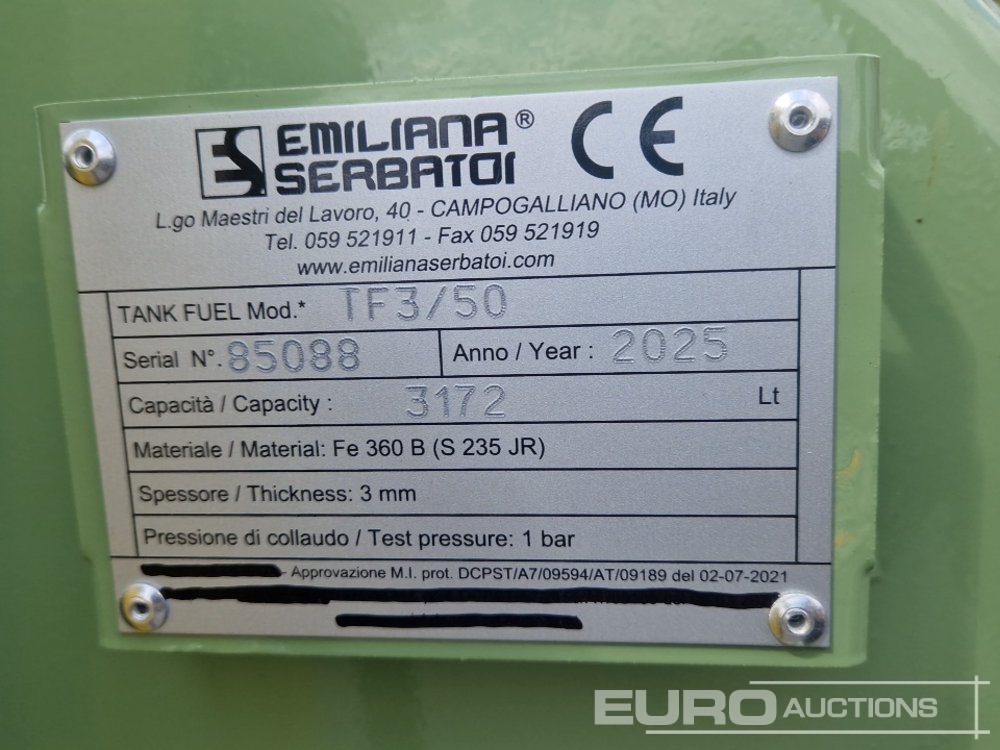 ES EMILIANA®
SERBATOI
CE
L.go Maestri del Lavoro, 40 - CAMPOGALLIANO (MO) Italy
Tel. 059 521911 - Fax 059 521919
www.emilianaserbatoi.com
TANK FUEL Mod.* TF3/50
Serial N°. 85088 Anno / Year : 2025
Capacità / Capacity : 3172 Lt
Materiale / Material: Fe 360 B (S 235 JR)
Spessore / Thickness: 3 mm
Pressione di collaudo / Test pressure: 1 bar
- Approvazione M.I. prot. DCPST/A7/09594/AT/09189 del 02-07-2021
EURO AUCTIONS